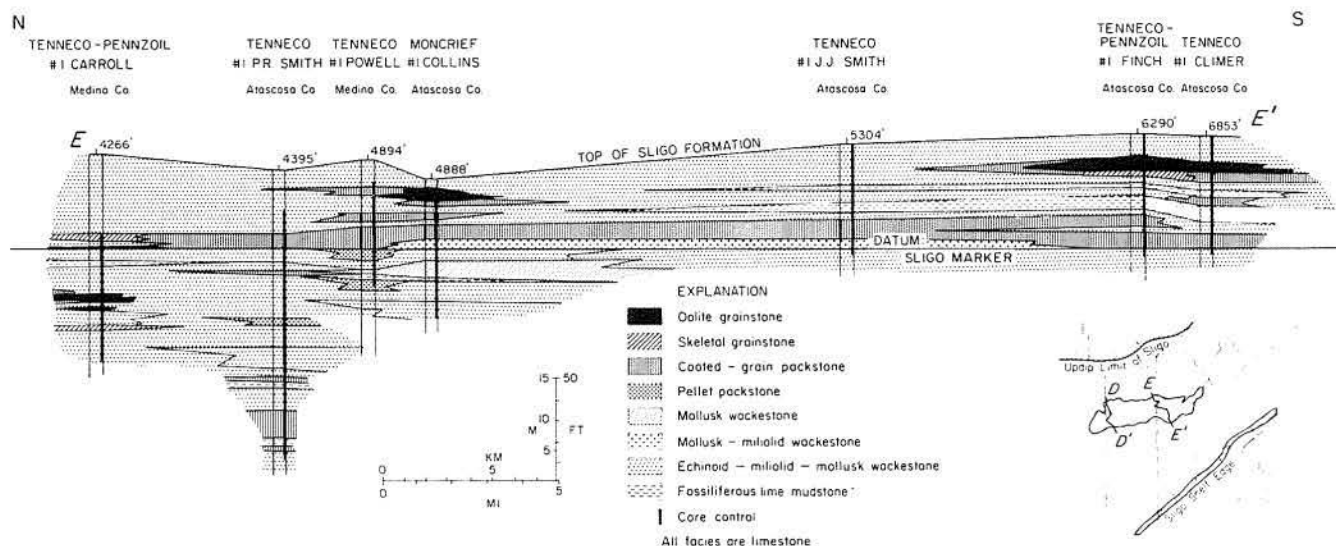 N
S
TENNECO-PENNZOIL
#1 CARROLL
Medina Co.
TENNECO
#1 P.R. SMITH
Atascosa Co
TENNECO
#1 POWELL
Medina Co.
MONCRIEF
#1 COLLINS
Atascosa Co.
TENNECO
#1 J.J. SMITH
Atascosa Co.
TENNECO-
PENNZOIL
#1 FINCH
Atascosa Co.
TENNECO
#1 CLIMER
Atascosa Co
E
4266'
4395'
4894'
4888'
TOP OF SLIGO FORMATION
5304'
6290'
6853'
E'
DATUM
SLIGO MARKER
EXPLANATION
Oolite grainstone
Skeletal grainstone
Coated - grain packstone
Pellet packstone
Mollusk wackestone
Mollusk - miliolid wackestone
Echinoid - miliolid - mollusk wackestone
Fossiliferous lime mudstone
Core control
All facies are limestone
15 50
10
M FT
5
0 0
KM
0 5
0 5
MI
Updip Limit of Sligo
D
E
D'
E'
Sligo Shelf Edge